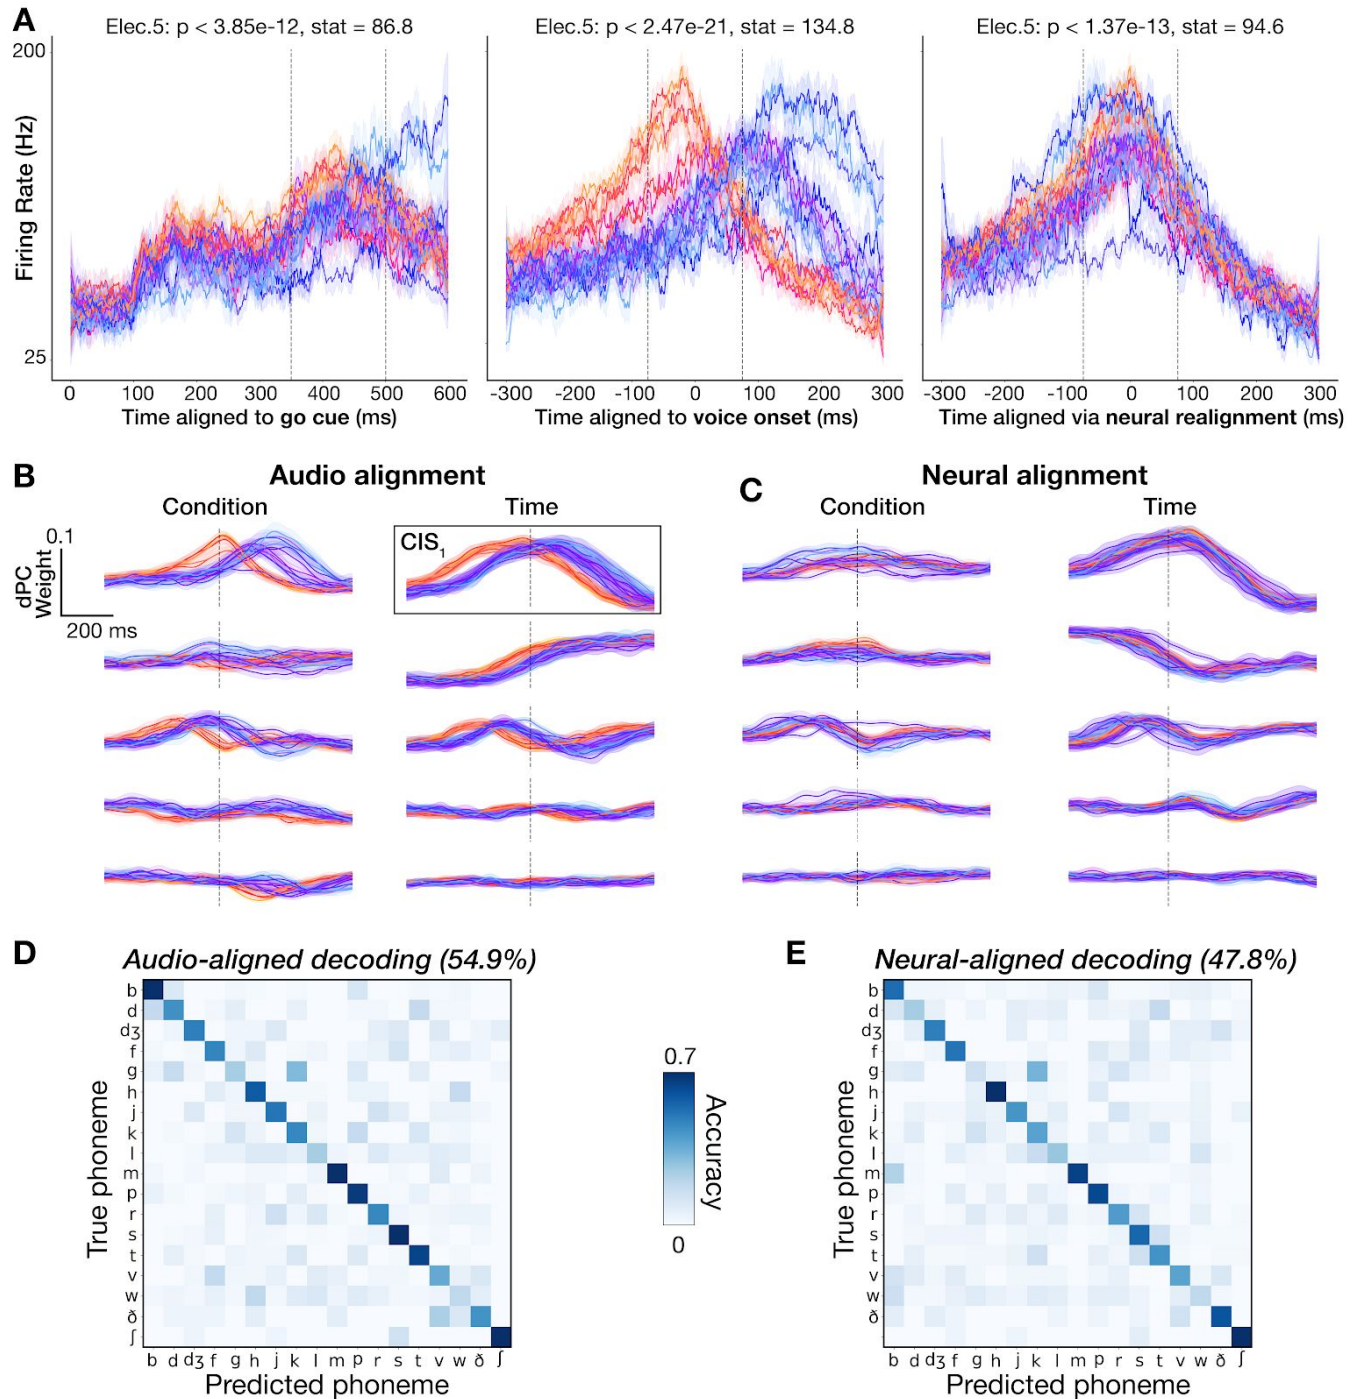 A
Elec.5: p < 3.85e-12, stat = 86.8
Elec.5: p < 2.47e-21, stat = 134.8
Elec.5: p < 1.37e-13, stat = 94.6
200
25
Firing Rate (Hz)
0 100 200 300 400 500 600
-300 -200 -100 0 100 200 300
-300 -200 -100 0 100 200 300
Time aligned to go cue (ms)
Time aligned to voice onset (ms)
Time aligned via neural realignment (ms)
B
Audio alignment
Condition
Time
0.1
dPC
Weight
200 ms
CIS1
C
Neural alignment
Condition
Time
D
Audio-aligned decoding (54.9%)
True phoneme
b
d
dʒ
f
g
h
j
k
l
m
p
r
s
t
v
w
ð
ʃ
b d dʒ f g h j k l m p r s t v w ð ʃ
Predicted phoneme
0.7
Accuracy
0
E
Neural-aligned decoding (47.8%)
True phoneme
b
d
dʒ
f
g
h
j
k
l
m
p
r
s
t
v
w
ð
ʃ
b d dʒ f g h j k l m p r s t v w ð ʃ
Predicted phoneme